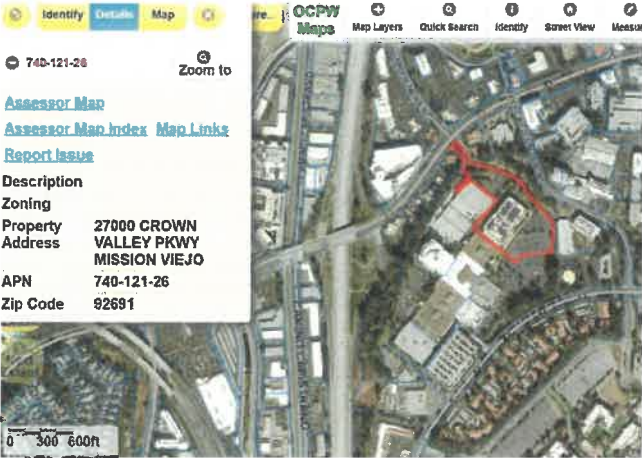 Identify Details Map re..
OCPW Maps
Map Layers Quick Search Identify Street View Measu
740-121-26
Zoom to
Assessor Map
Assessor Map Index Map Links
Report Issue
Description
Zoning
Property Address 27000 CROWN VALLEY PKWY MISSION VIEJO
APN 740-121-26
Zip Code 92691
0 300 600ft